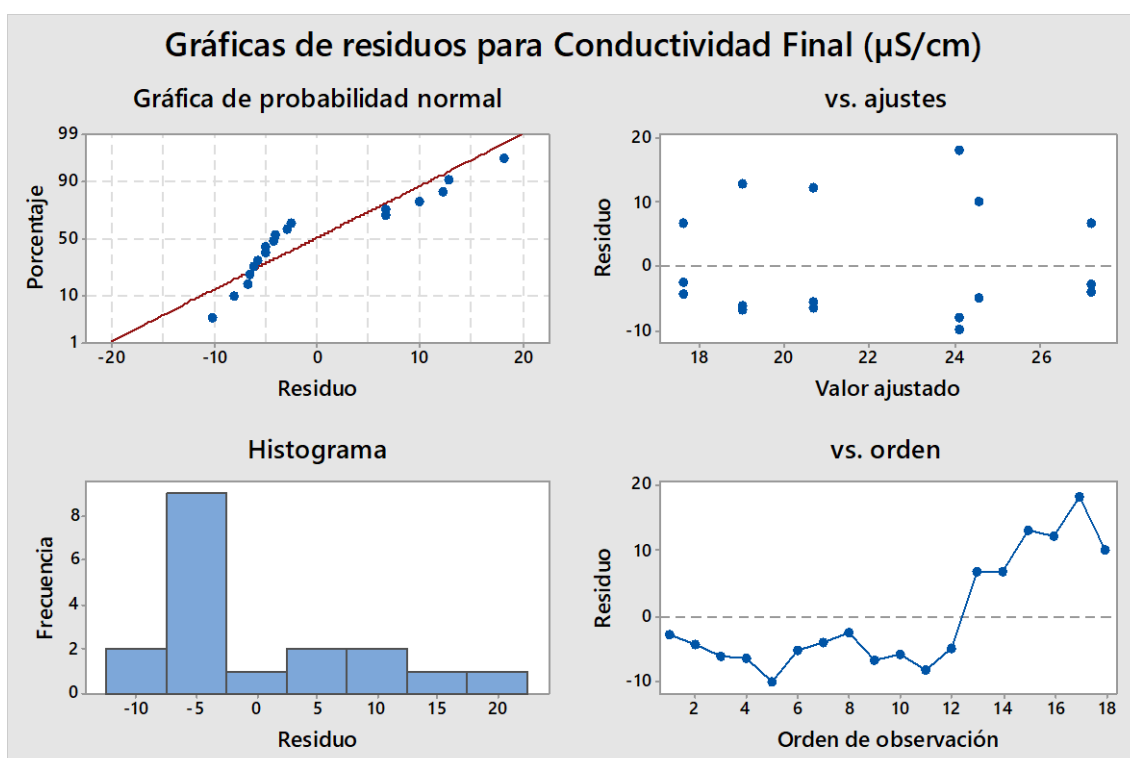 Gráficas de residuos para Conductividad Final (µS/cm)
Gráfica de probabilidad normal
99
90
50
10
1
Porcentaje
-20 -10 0 10 20
Residuo
vs. ajustes
20
10
0
-10
Residuo
18 20 22 24 26
Valor ajustado
Histograma
8
6
4
2
0
Frecuencia
-10 -5 0 5 10 15 20
Residuo
vs. orden
20
10
0
-10
Residuo
2 4 6 8 10 12 14 16 18
Orden de observación